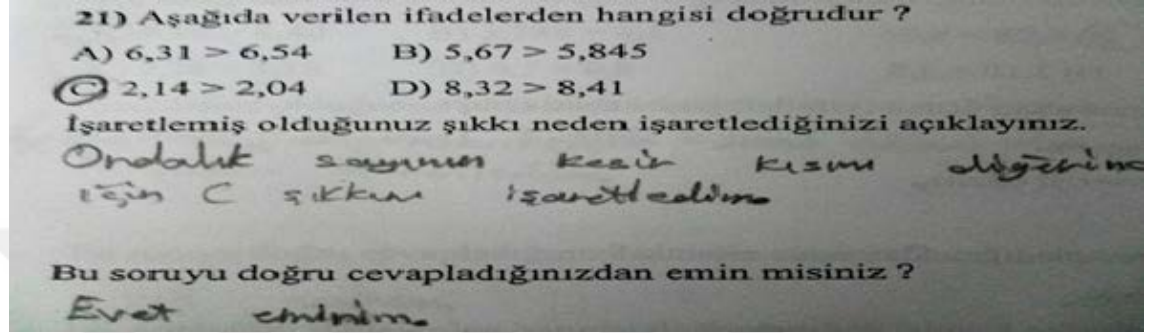 21) Aşağıda verilen ifadelerden hangisi doğrudur ?
A) 6,31 > 6,54 B) 5,67 > 5,845
C) 2,14 > 2,04 D) 8,32 > 8,41
İşaretlemiş olduğunuz şıkkı neden işaretlediğinizi açıklayınız.
Ondalık sayının kesir kısmı
için C şıkkını işaretledim
Bu soruyu doğru cevapladığınızdan emin misiniz ?
Evet eminim.